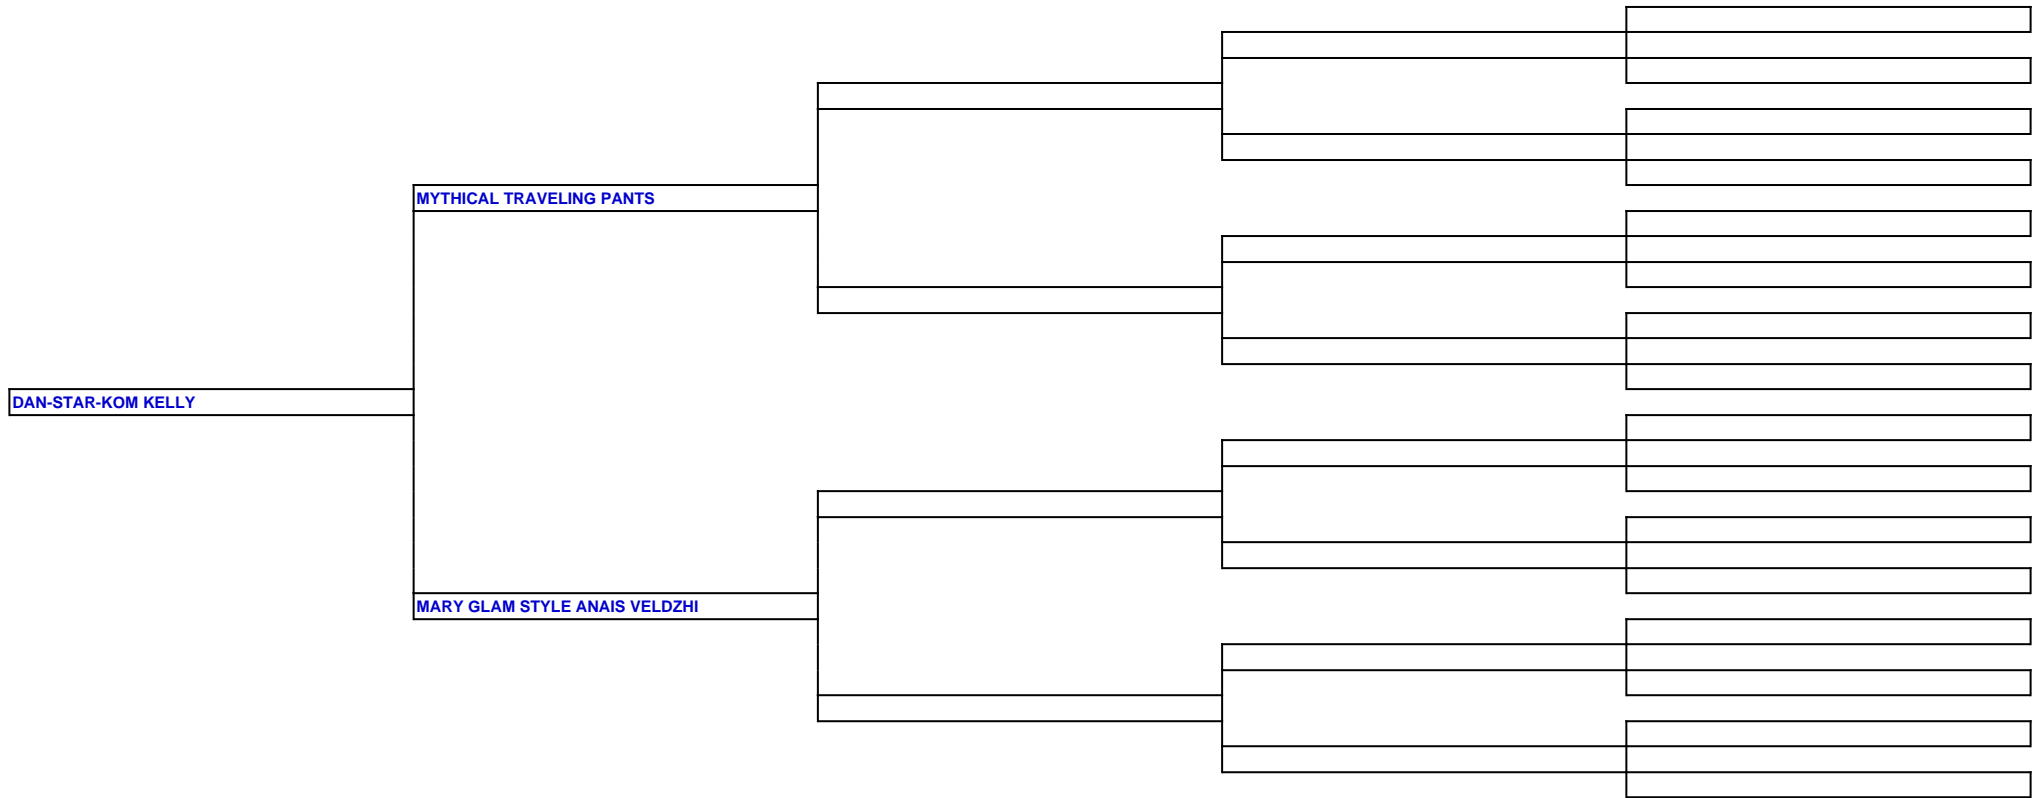 MYTHICAL TRAVELING PANTS
DAN-STAR-KOM KELLY
MARY GLAM STYLE ANAIS VELDZHI